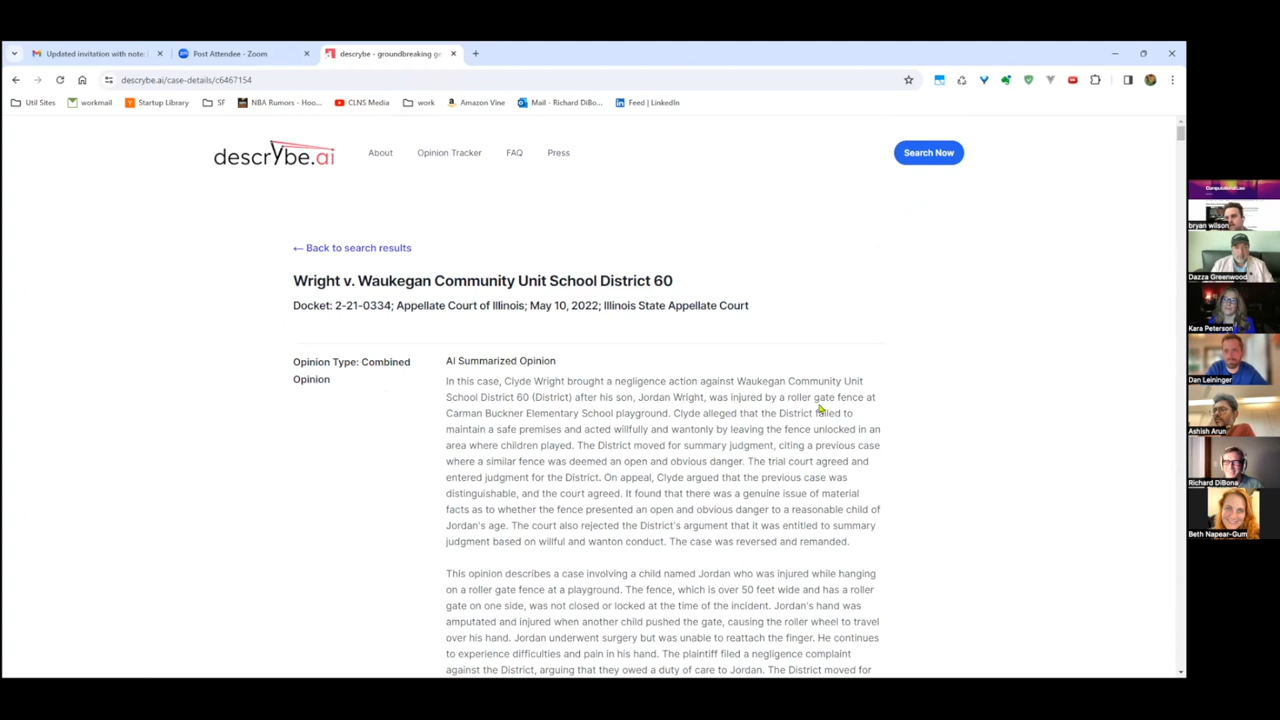 Updated invitation with note:
Post Attendee - Zoom
descrybe - groundbreaking ge
descrybe.ai/case-details/c6467154
Util Sites
workmail
Startup Library
SF
NBA Rumors - Hoo...
CLNS Media
work
Amazon Vine
Mail - Richard DiBo...
Feed | LinkedIn
descrybe.ai
About
Opinion Tracker
FAQ
Press
Search Now
← Back to search results
Wright v. Waukegan Community Unit School District 60
Docket: 2-21-0334; Appellate Court of Illinois; May 10, 2022; Illinois State Appellate Court
Opinion Type: Combined
Opinion
AI Summarized Opinion
In this case, Clyde Wright brought a negligence action against Waukegan Community Unit
School District 60 (District) after his son, Jordan Wright, was injured by a roller gate fence at
Carman Buckner Elementary School playground. Clyde alleged that the District failed to
maintain a safe premises and acted willfully and wantonly by leaving the fence unlocked in an
area where children played. The District moved for summary judgment, citing a previous case
where a similar fence was deemed an open and obvious danger. The trial court agreed and
entered judgment for the District. On appeal, Clyde argued that the previous case was
distinguishable, and the court agreed. It found that there was a genuine issue of material
facts as to whether the fence presented an open and obvious danger to a reasonable child of
Jordan's age. The court also rejected the District's argument that it was entitled to summary
judgment based on willful and wanton conduct. The case was reversed and remanded.
This opinion describes a case involving a child named Jordan who was injured while hanging
on a roller gate fence at a playground. The fence, which is over 50 feet wide and has a roller
gate on one side, was not closed or locked at the time of the incident. Jordan's hand was
amputated and injured when another child pushed the gate, causing the roller wheel to travel
over his hand. Jordan underwent surgery but was unable to reattach the finger. He continues
to experience difficulties and pain in his hand. The plaintiff filed a negligence complaint
against the District, arguing that they owed a duty of care to Jordan. The District moved for
Computational Law
bryan wilson
Dazza Greenwood
Kara Peterson
Dan Leininger
Ashish Arun
Richard DiBona
Beth Napear-Gum